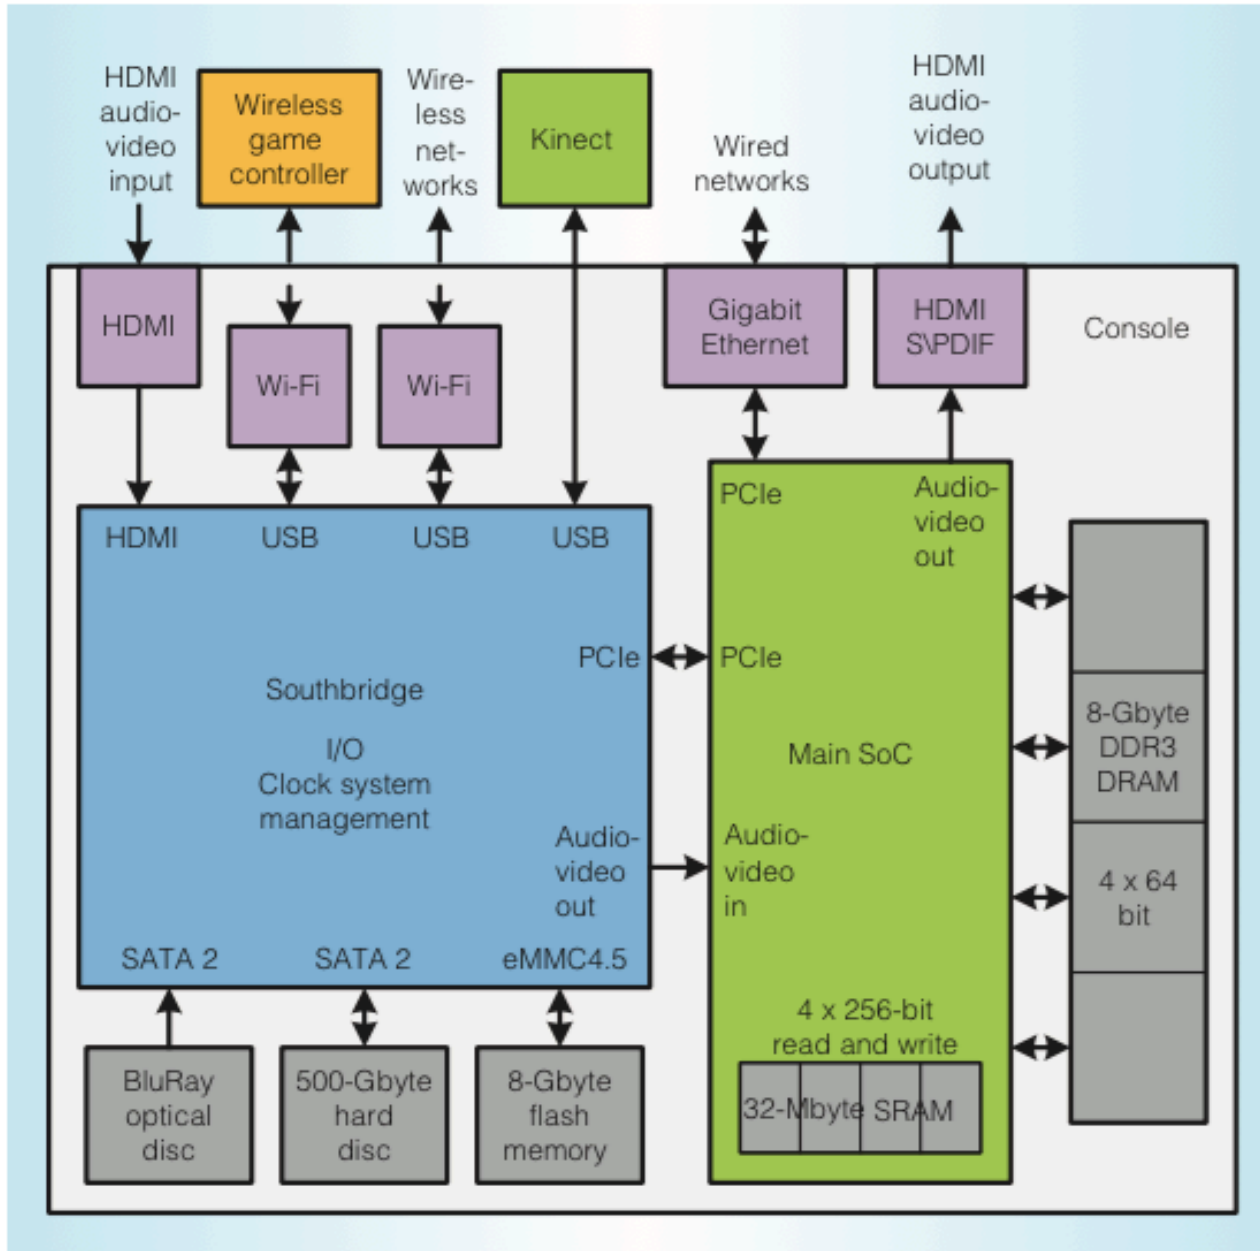 HDMI
audio-
video
input
Wireless
game
controller
Wire-
less
net-
works
Kinect
Wired
networks
HDMI
audio-
video
output
HDMI
Wi-Fi
Wi-Fi
Gigabit
Ethernet
HDMI
S\PDIF
Console
HDMI
USB
USB
USB
PCIe
Southbridge
I/O
Clock system
management
Audio-
video
out
SATA 2
SATA 2
eMMC4.5
PCIe
Audio-
video
out
PCIe
Main SoC
Audio-
video
in
4 x 256-bit
read and write
32-Mbyte SRAM
8-Gbyte
DDR3
DRAM
4 x 64
bit
BluRay
optical
disc
500-Gbyte
hard
disc
8-Gbyte
flash
memory